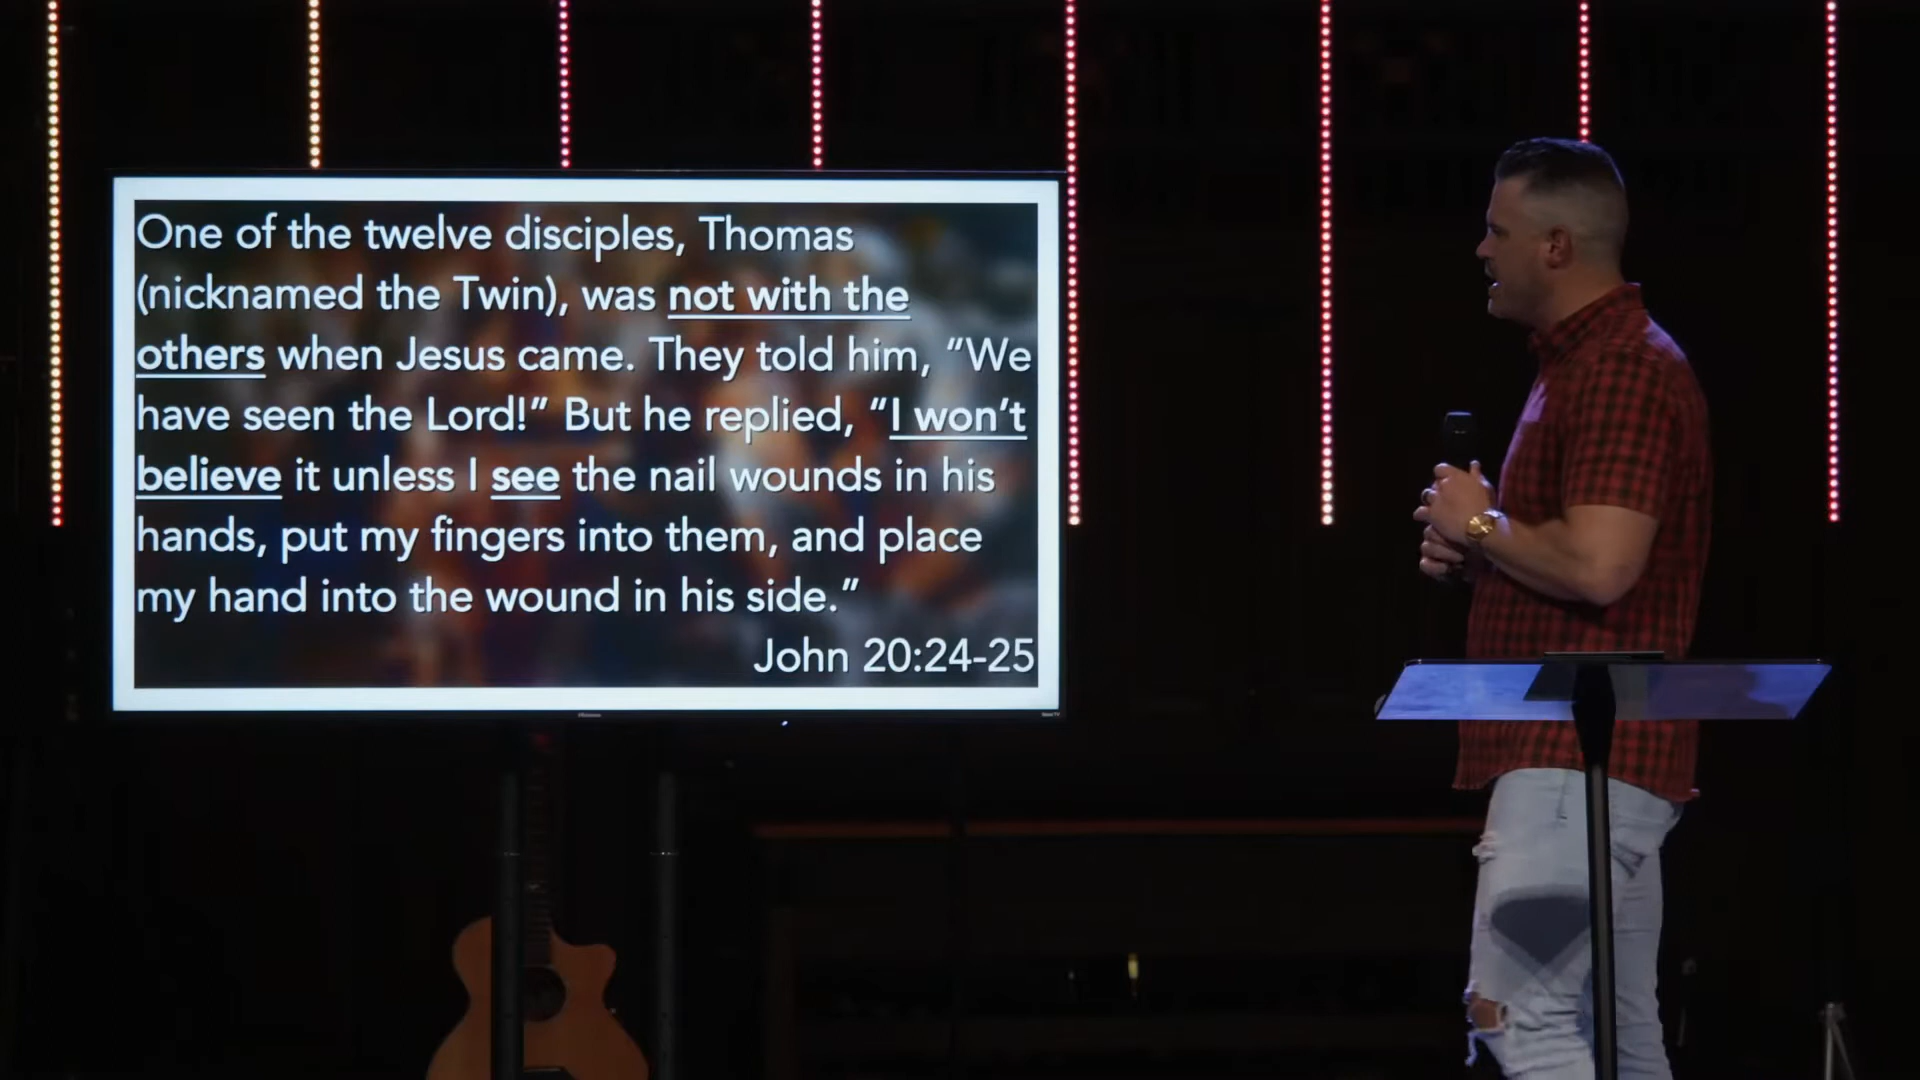 One of the twelve disciples, Thomas
(nicknamed the Twin), was not with the
others when Jesus came. They told him, “We
have seen the Lord!” But he replied, “I won’t
believe it unless I see the nail wounds in his
hands, put my fingers into them, and place
my hand into the wound in his side.”
John 20:24-25